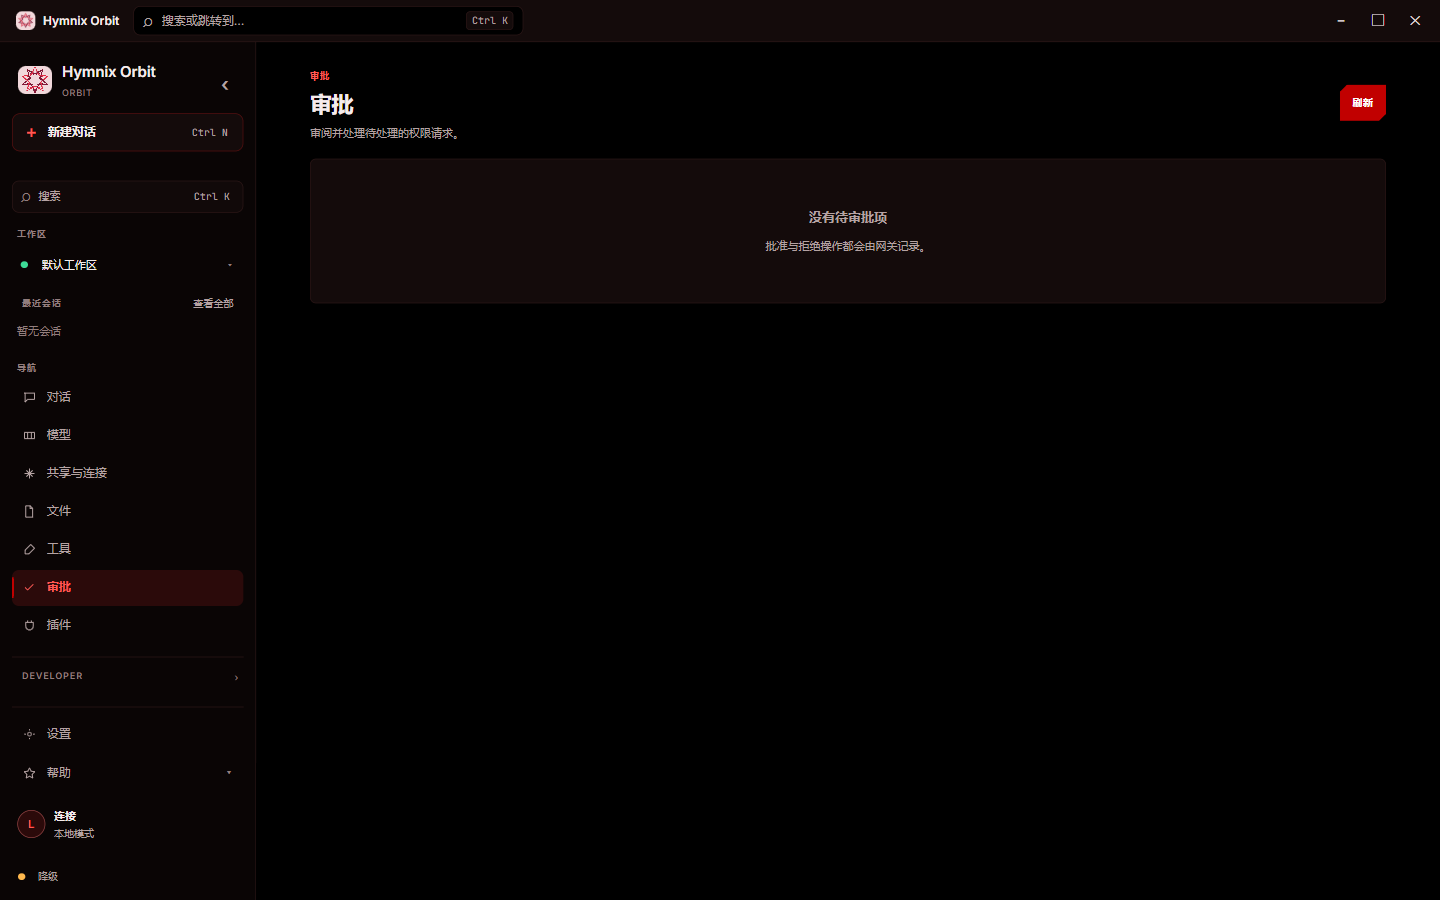 Hymnix Orbit
搜索或跳转到...
Ctrl K
Hymnix Orbit
ORBIT
新建对话
Ctrl N
搜索
Ctrl K
工作区
默认工作区
最近会话
查看全部
暂无会话
导航
对话
模型
共享与连接
文件
工具
审批
插件
DEVELOPER
设置
帮助
L
连接
本地模式
降级
审批
审批
审阅并处理待处理的权限请求。
刷新
没有待审批项
批准与拒绝操作都会由网关记录。